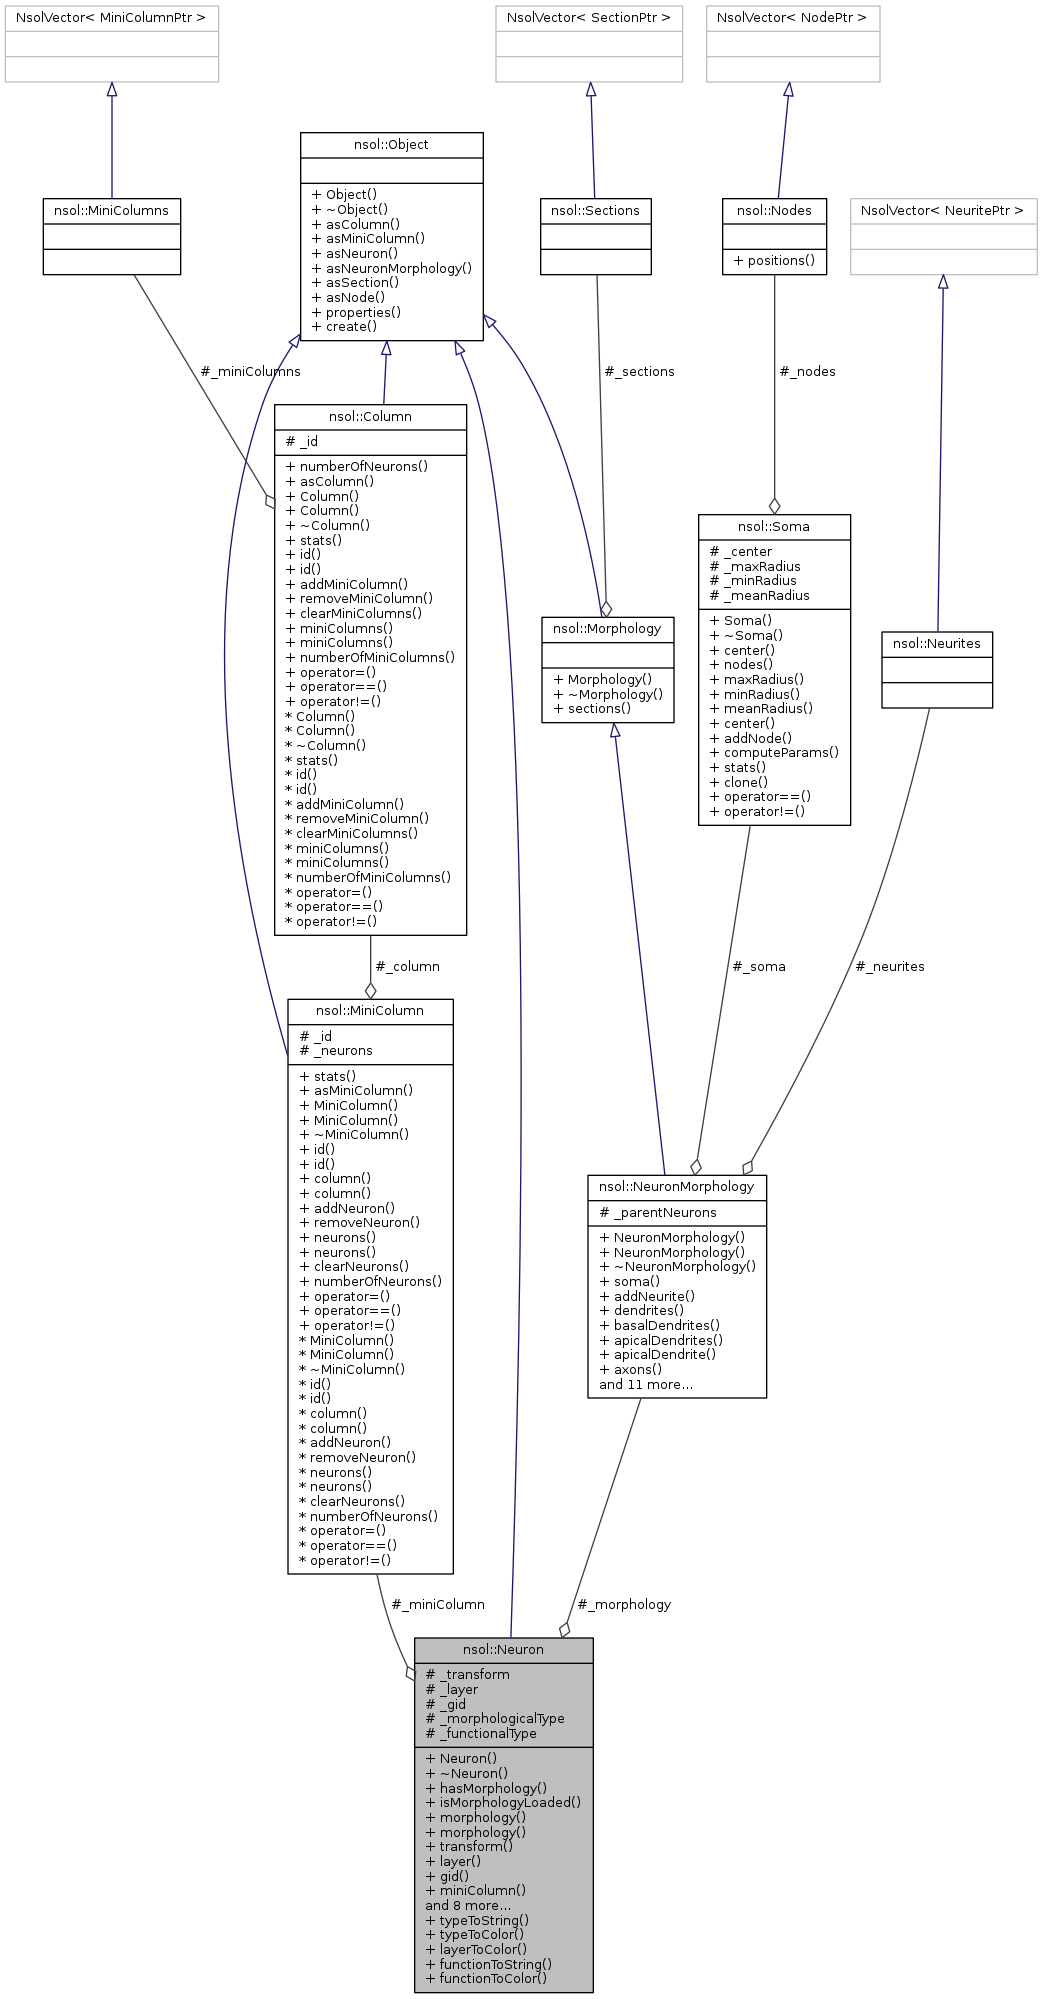 NsolVector< MiniColumnPtr >
NsolVector< SectionPtr >
NsolVector< NodePtr >
nsol::Object
+ Object()
+ ~Object()
+ asColumn()
+ asMiniColumn()
+ asNeuron()
+ asNeuronMorphology()
+ asSection()
+ asNode()
+ properties()
+ create()
nsol::MiniColumns
nsol::Sections
nsol::Nodes
+ positions()
NsolVector< NeuritePtr >
#_miniColumns
#_sections
#_nodes
nsol::Column
# _id
+ numberOfNeurons()
+ asColumn()
+ Column()
+ Column()
+ ~Column()
+ stats()
+ id()
+ id()
+ addMiniColumn()
+ removeMiniColumn()
+ clearMiniColumns()
+ miniColumns()
+ miniColumns()
+ numberOfMiniColumns()
+ operator=()
+ operator==()
+ operator!=()
* Column()
* Column()
* ~Column()
* stats()
* id()
* id()
* addMiniColumn()
* removeMiniColumn()
* clearMiniColumns()
* miniColumns()
* miniColumns()
* numberOfMiniColumns()
* operator=()
* operator==()
* operator!=()
nsol::Morphology
+ Morphology()
+ ~Morphology()
+ sections()
nsol::Soma
# _center
# _maxRadius
# _minRadius
# _meanRadius
+ Soma()
+ ~Soma()
+ center()
+ nodes()
+ maxRadius()
+ minRadius()
+ meanRadius()
+ center()
+ addNode()
+ computeParams()
+ stats()
+ clone()
+ operator==()
+ operator!=()
nsol::Neurites
#_column
#_soma
#_neurites
nsol::MiniColumn
# _id
# _neurons
+ stats()
+ asMiniColumn()
+ MiniColumn()
+ MiniColumn()
+ ~MiniColumn()
+ id()
+ id()
+ column()
+ column()
+ addNeuron()
+ removeNeuron()
+ neurons()
+ neurons()
+ clearNeurons()
+ numberOfNeurons()
+ operator=()
+ operator==()
+ operator!=()
* MiniColumn()
* MiniColumn()
* ~MiniColumn()
* id()
* id()
* column()
* column()
* addNeuron()
* removeNeuron()
* neurons()
* neurons()
* clearNeurons()
* numberOfNeurons()
* operator=()
* operator==()
* operator!=()
nsol::NeuronMorphology
# _parentNeurons
+ NeuronMorphology()
+ NeuronMorphology()
+ ~NeuronMorphology()
+ soma()
+ addNeurite()
+ dendrites()
+ basalDendrites()
+ apicalDendrites()
+ apicalDendrite()
+ axons()
and 11 more...
#_miniColumn
#_morphology
nsol::Neuron
# _transform
# _layer
# _gid
# _morphologicalType
# _functionalType
+ Neuron()
+ ~Neuron()
+ hasMorphology()
+ isMorphologyLoaded()
+ morphology()
+ morphology()
+ transform()
+ layer()
+ gid()
+ miniColumn()
and 8 more...
+ typeToString()
+ typeToColor()
+ layerToColor()
+ functionToString()
+ functionToColor()